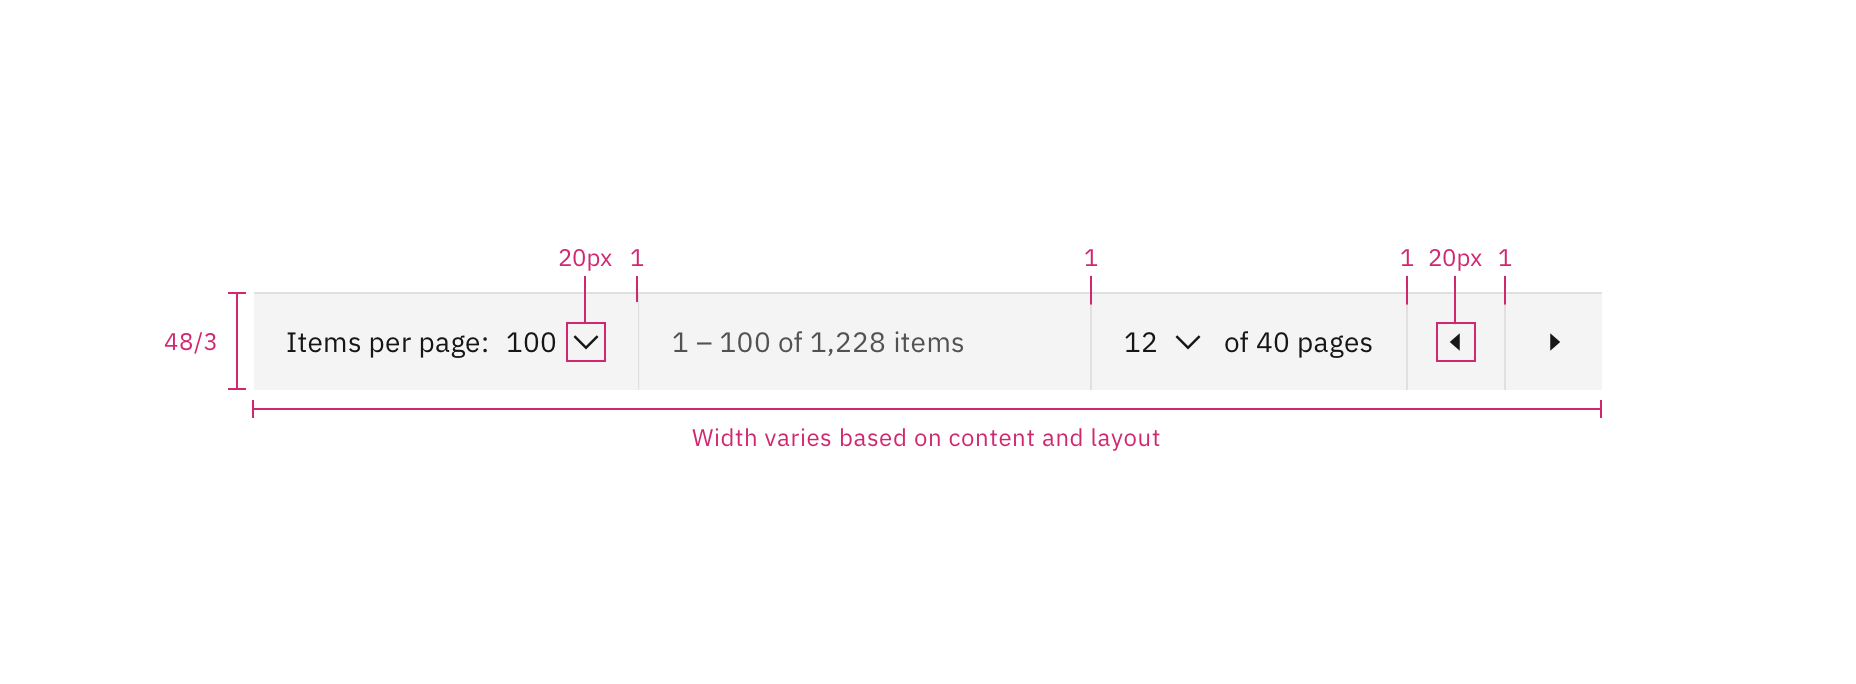 20px 1 1 1 20px 1
48/3 Items per page: 100 1 – 100 of 1,228 items 12 of 40 pages
Width varies based on content and layout